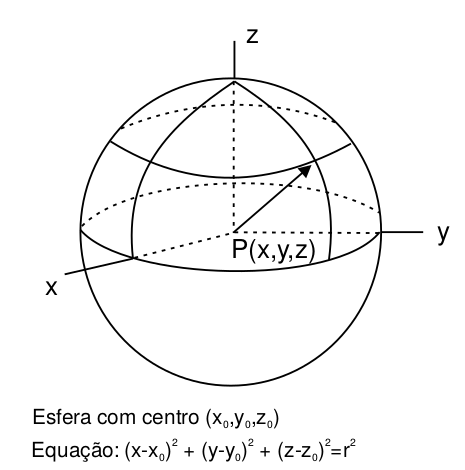 z
y
P(x,y,z)
x
Esfera com centro (x₀,y₀,z₀)
Equação: (x-x₀)² + (y-y₀)² + (z-z₀)²=r²